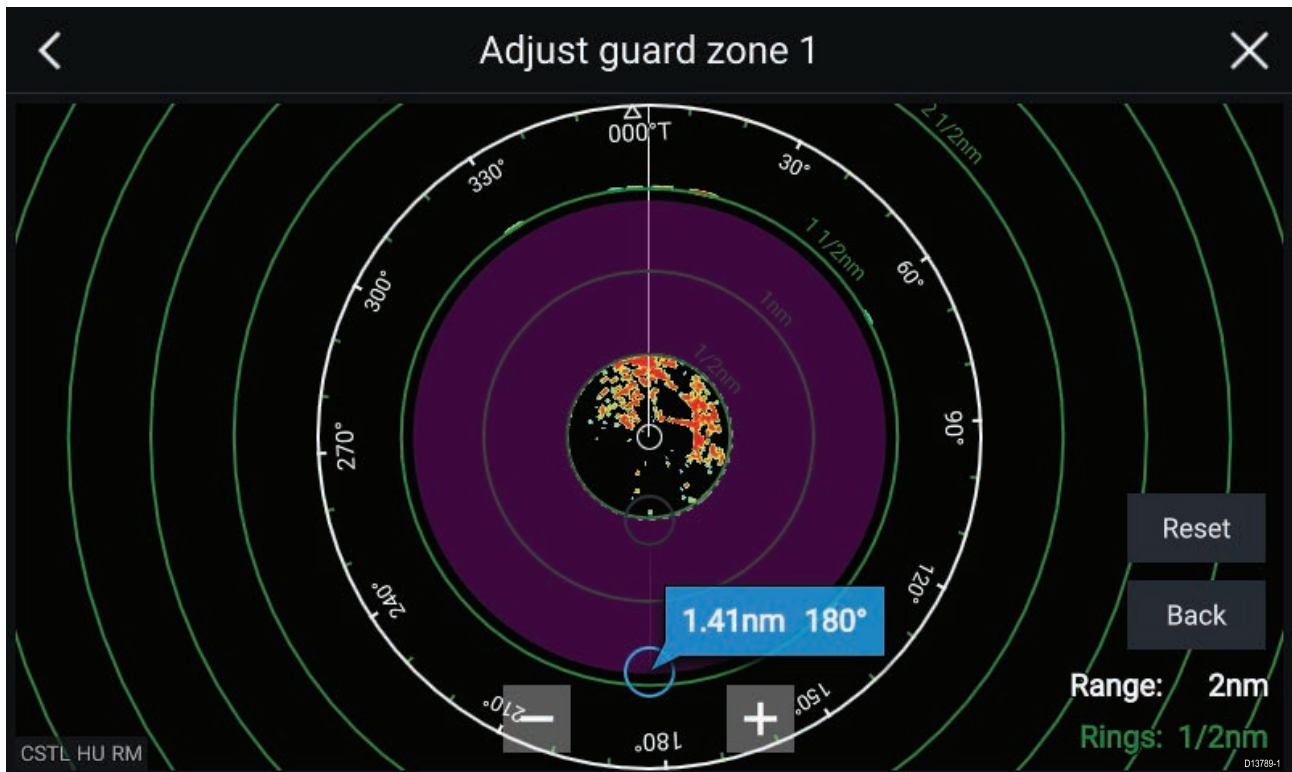 Adjust guard zone 1
000°T
30°
60°
90°
120°
150°
180°
210°
240°
270°
300°
330°
2 1/2nm
1 1/2nm
1nm
1/2nm
1.41nm 180°
Reset
Back
Range: 2nm
Rings: 1/2nm
CSTL HU RM
D13789-1